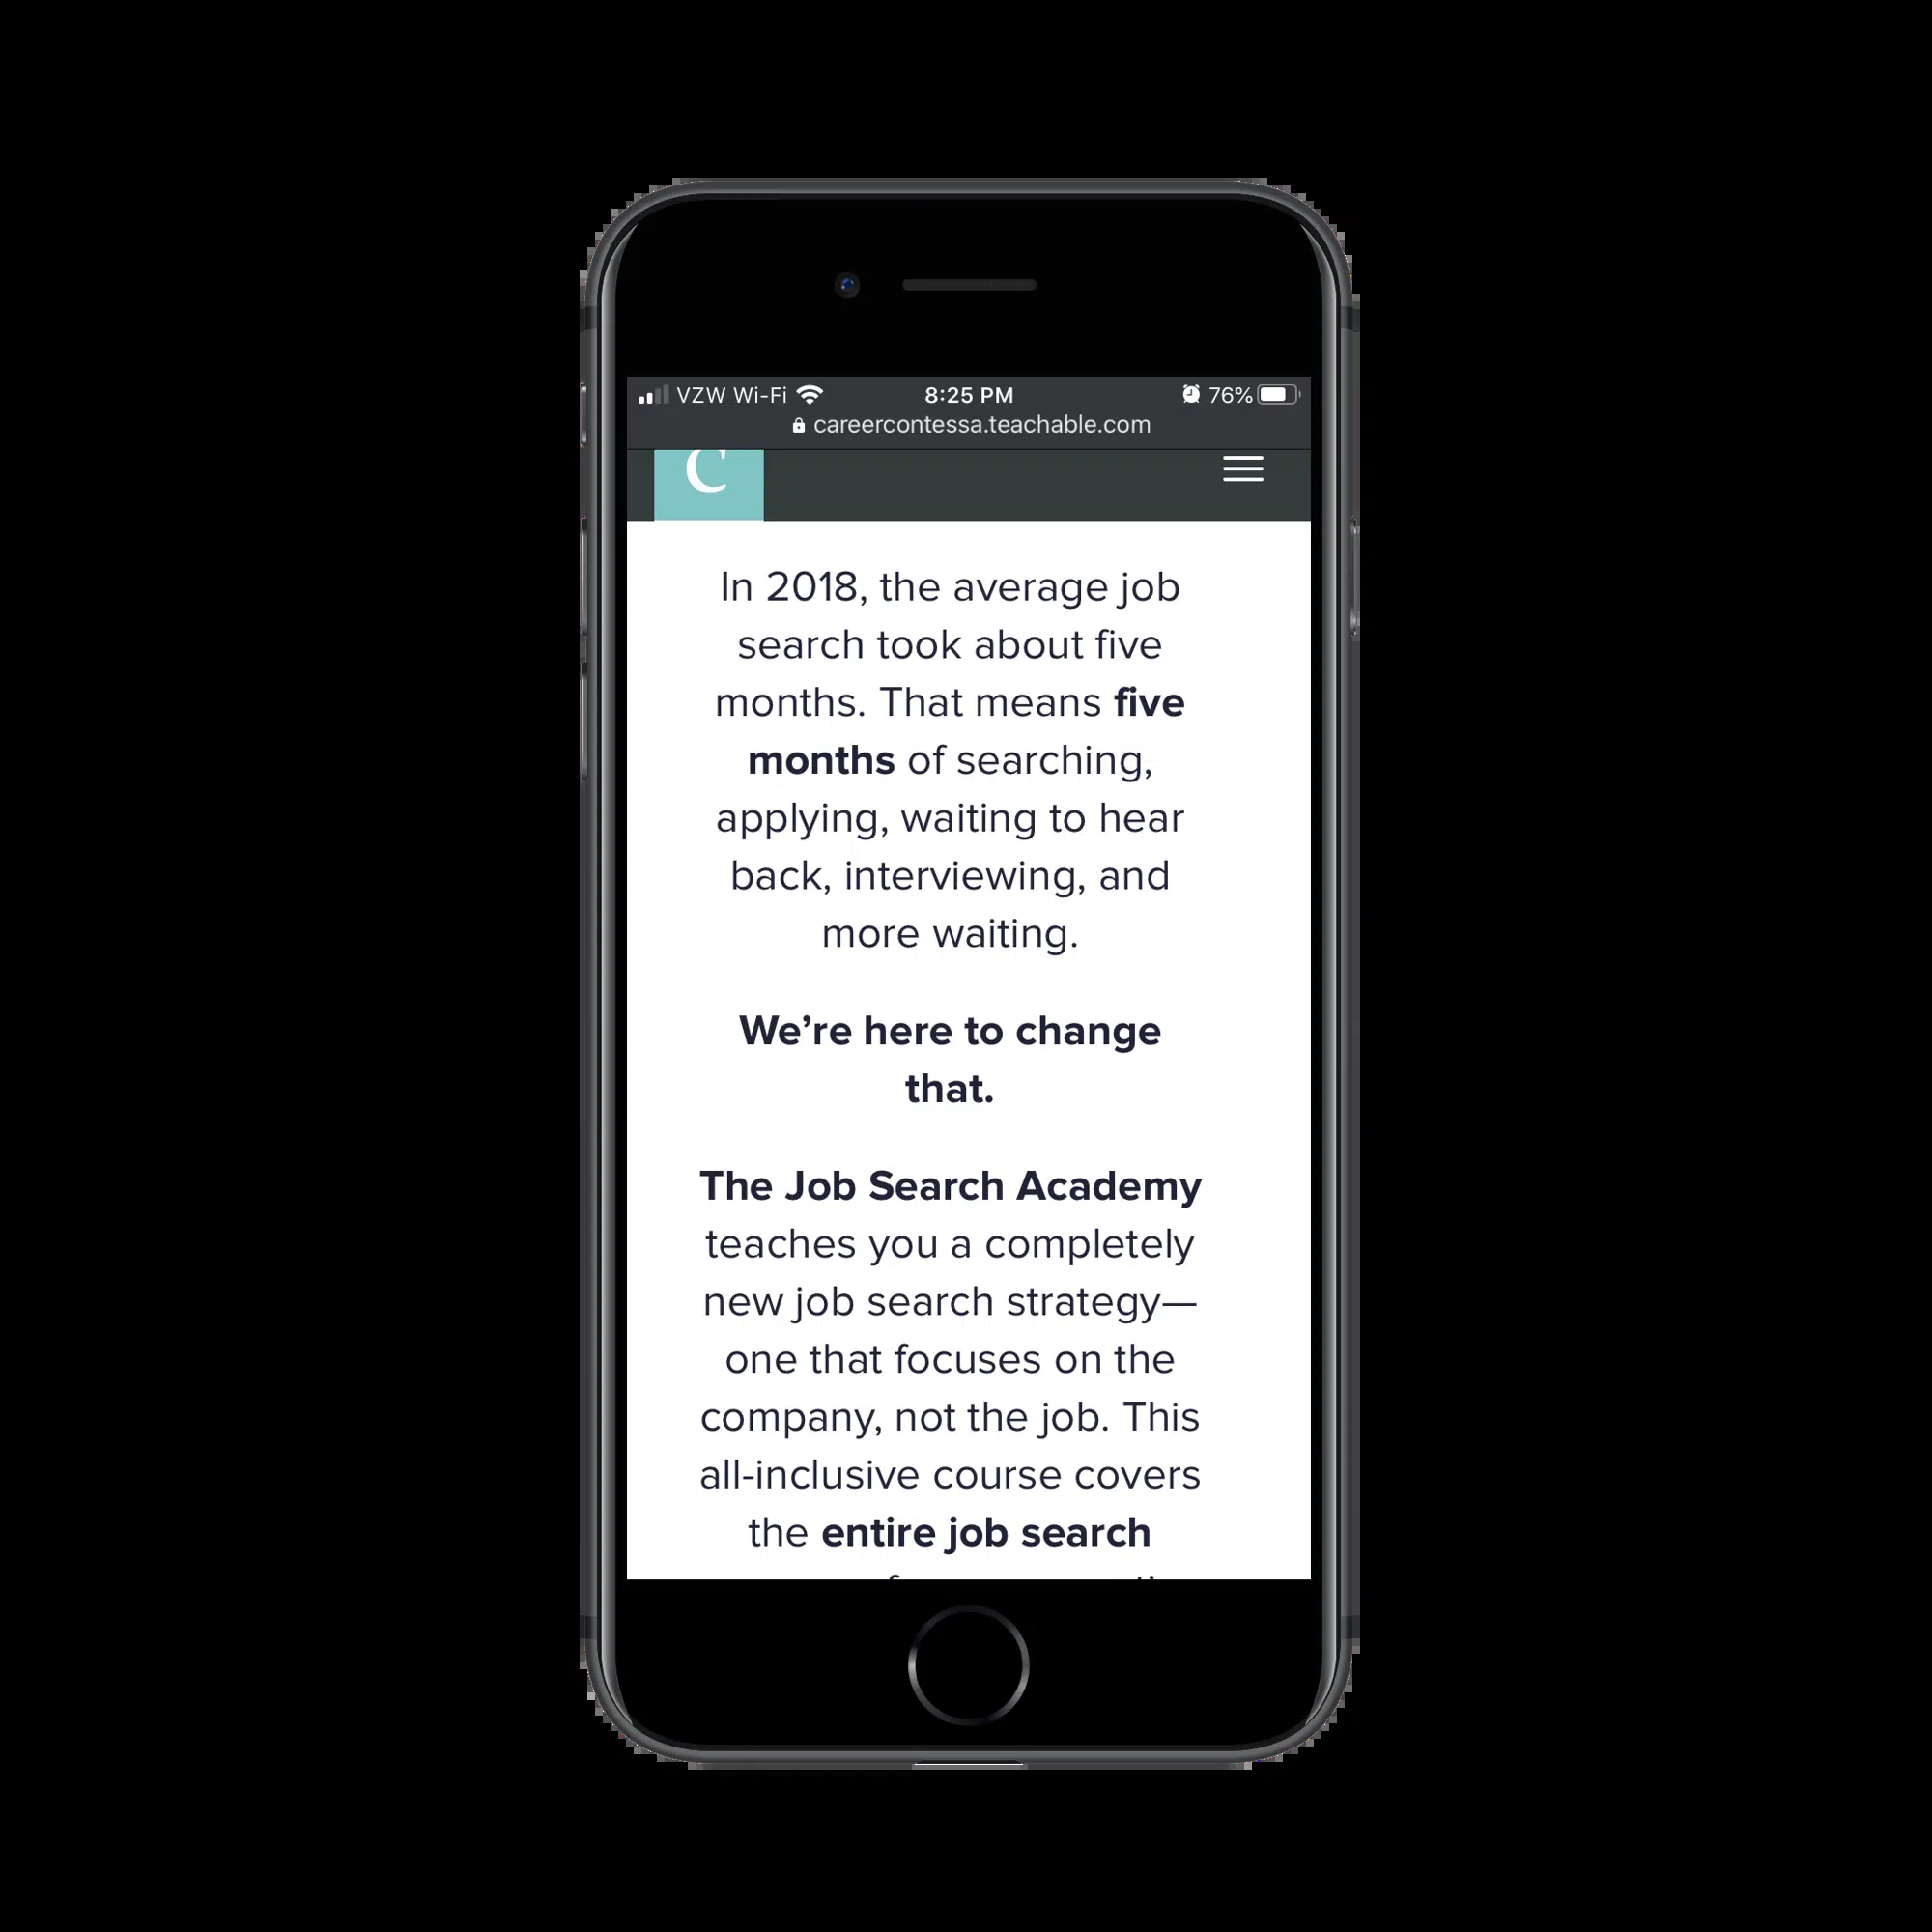 VZW Wi-Fi 8:25 PM 76%
careercontessa.teachable.com
C
In 2018, the average job
search took about five
months. That means five
months of searching,
applying, waiting to hear
back, interviewing, and
more waiting.
We’re here to change
that.
The Job Search Academy
teaches you a completely
new job search strategy—
one that focuses on the
company, not the job. This
all-inclusive course covers
the entire job search